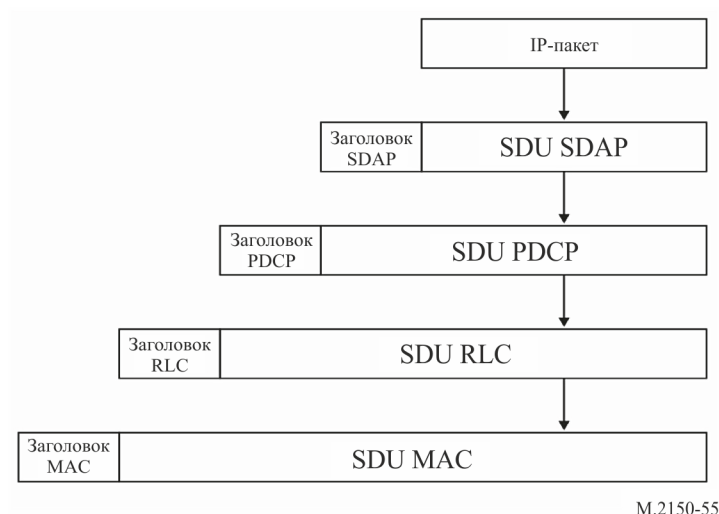 IP-пакет
Заголовок
SDAP
SDU SDAP
Заголовок
PDCP
SDU PDCP
Заголовок
RLC
SDU RLC
Заголовок
MAC
SDU MAC
M.2150-55